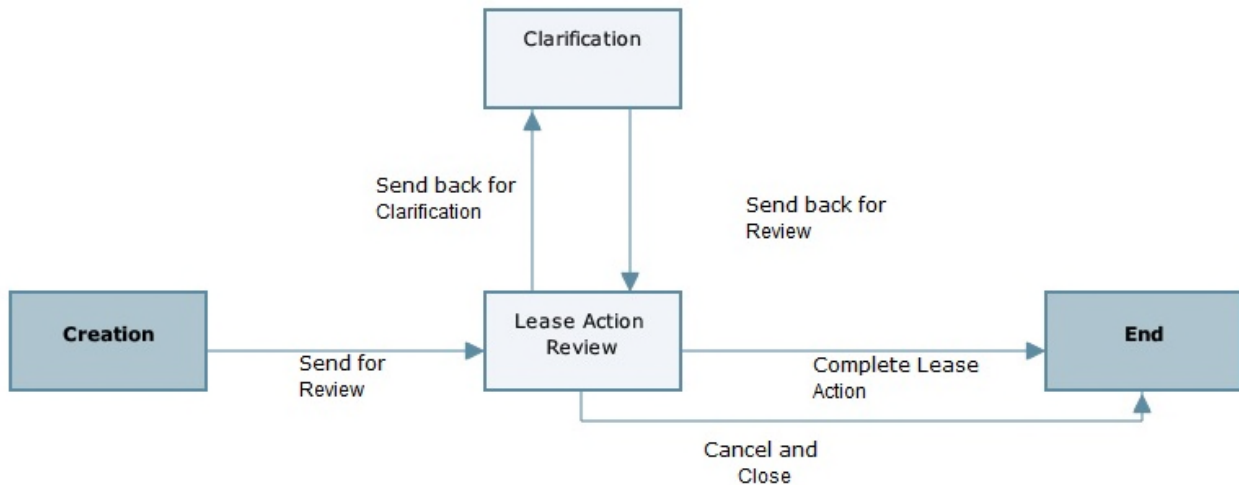 Clarification
Send back for
Clarification
Send back for
Review
Creation
Send for
Review
Lease Action
Review
Complete Lease
Action
End
Cancel and
Close